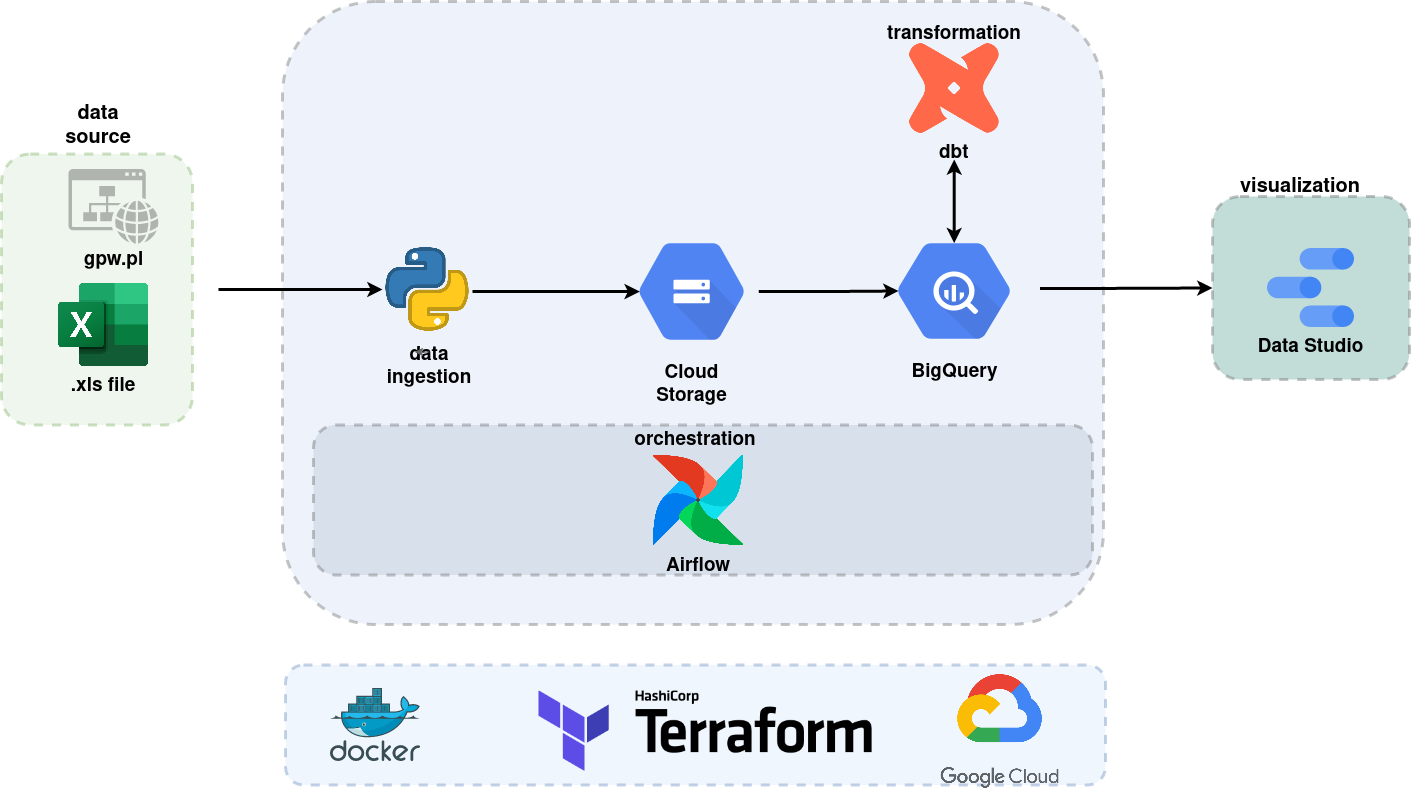 data
source
gpw.pl
X
.xls file
data
ingestion
Cloud
Storage
transformation
dbt
BigQuery
visualization
Data Studio
orchestration
Airflow
docker
HashiCorp
Terraform
Google Cloud